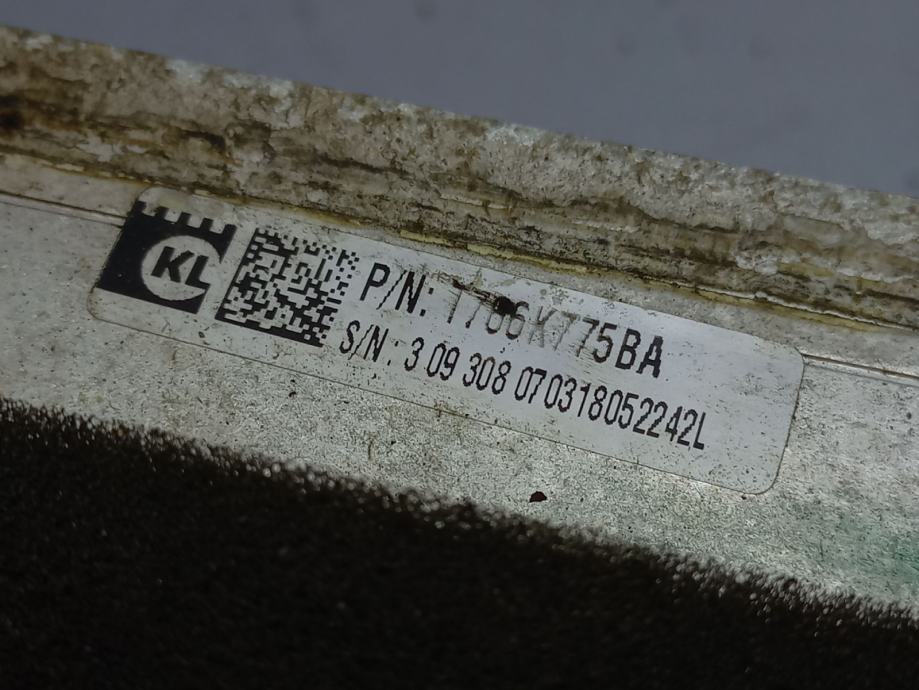 KL
P/N: 1766K775BA
S/N: 3 09 308 070318052242L